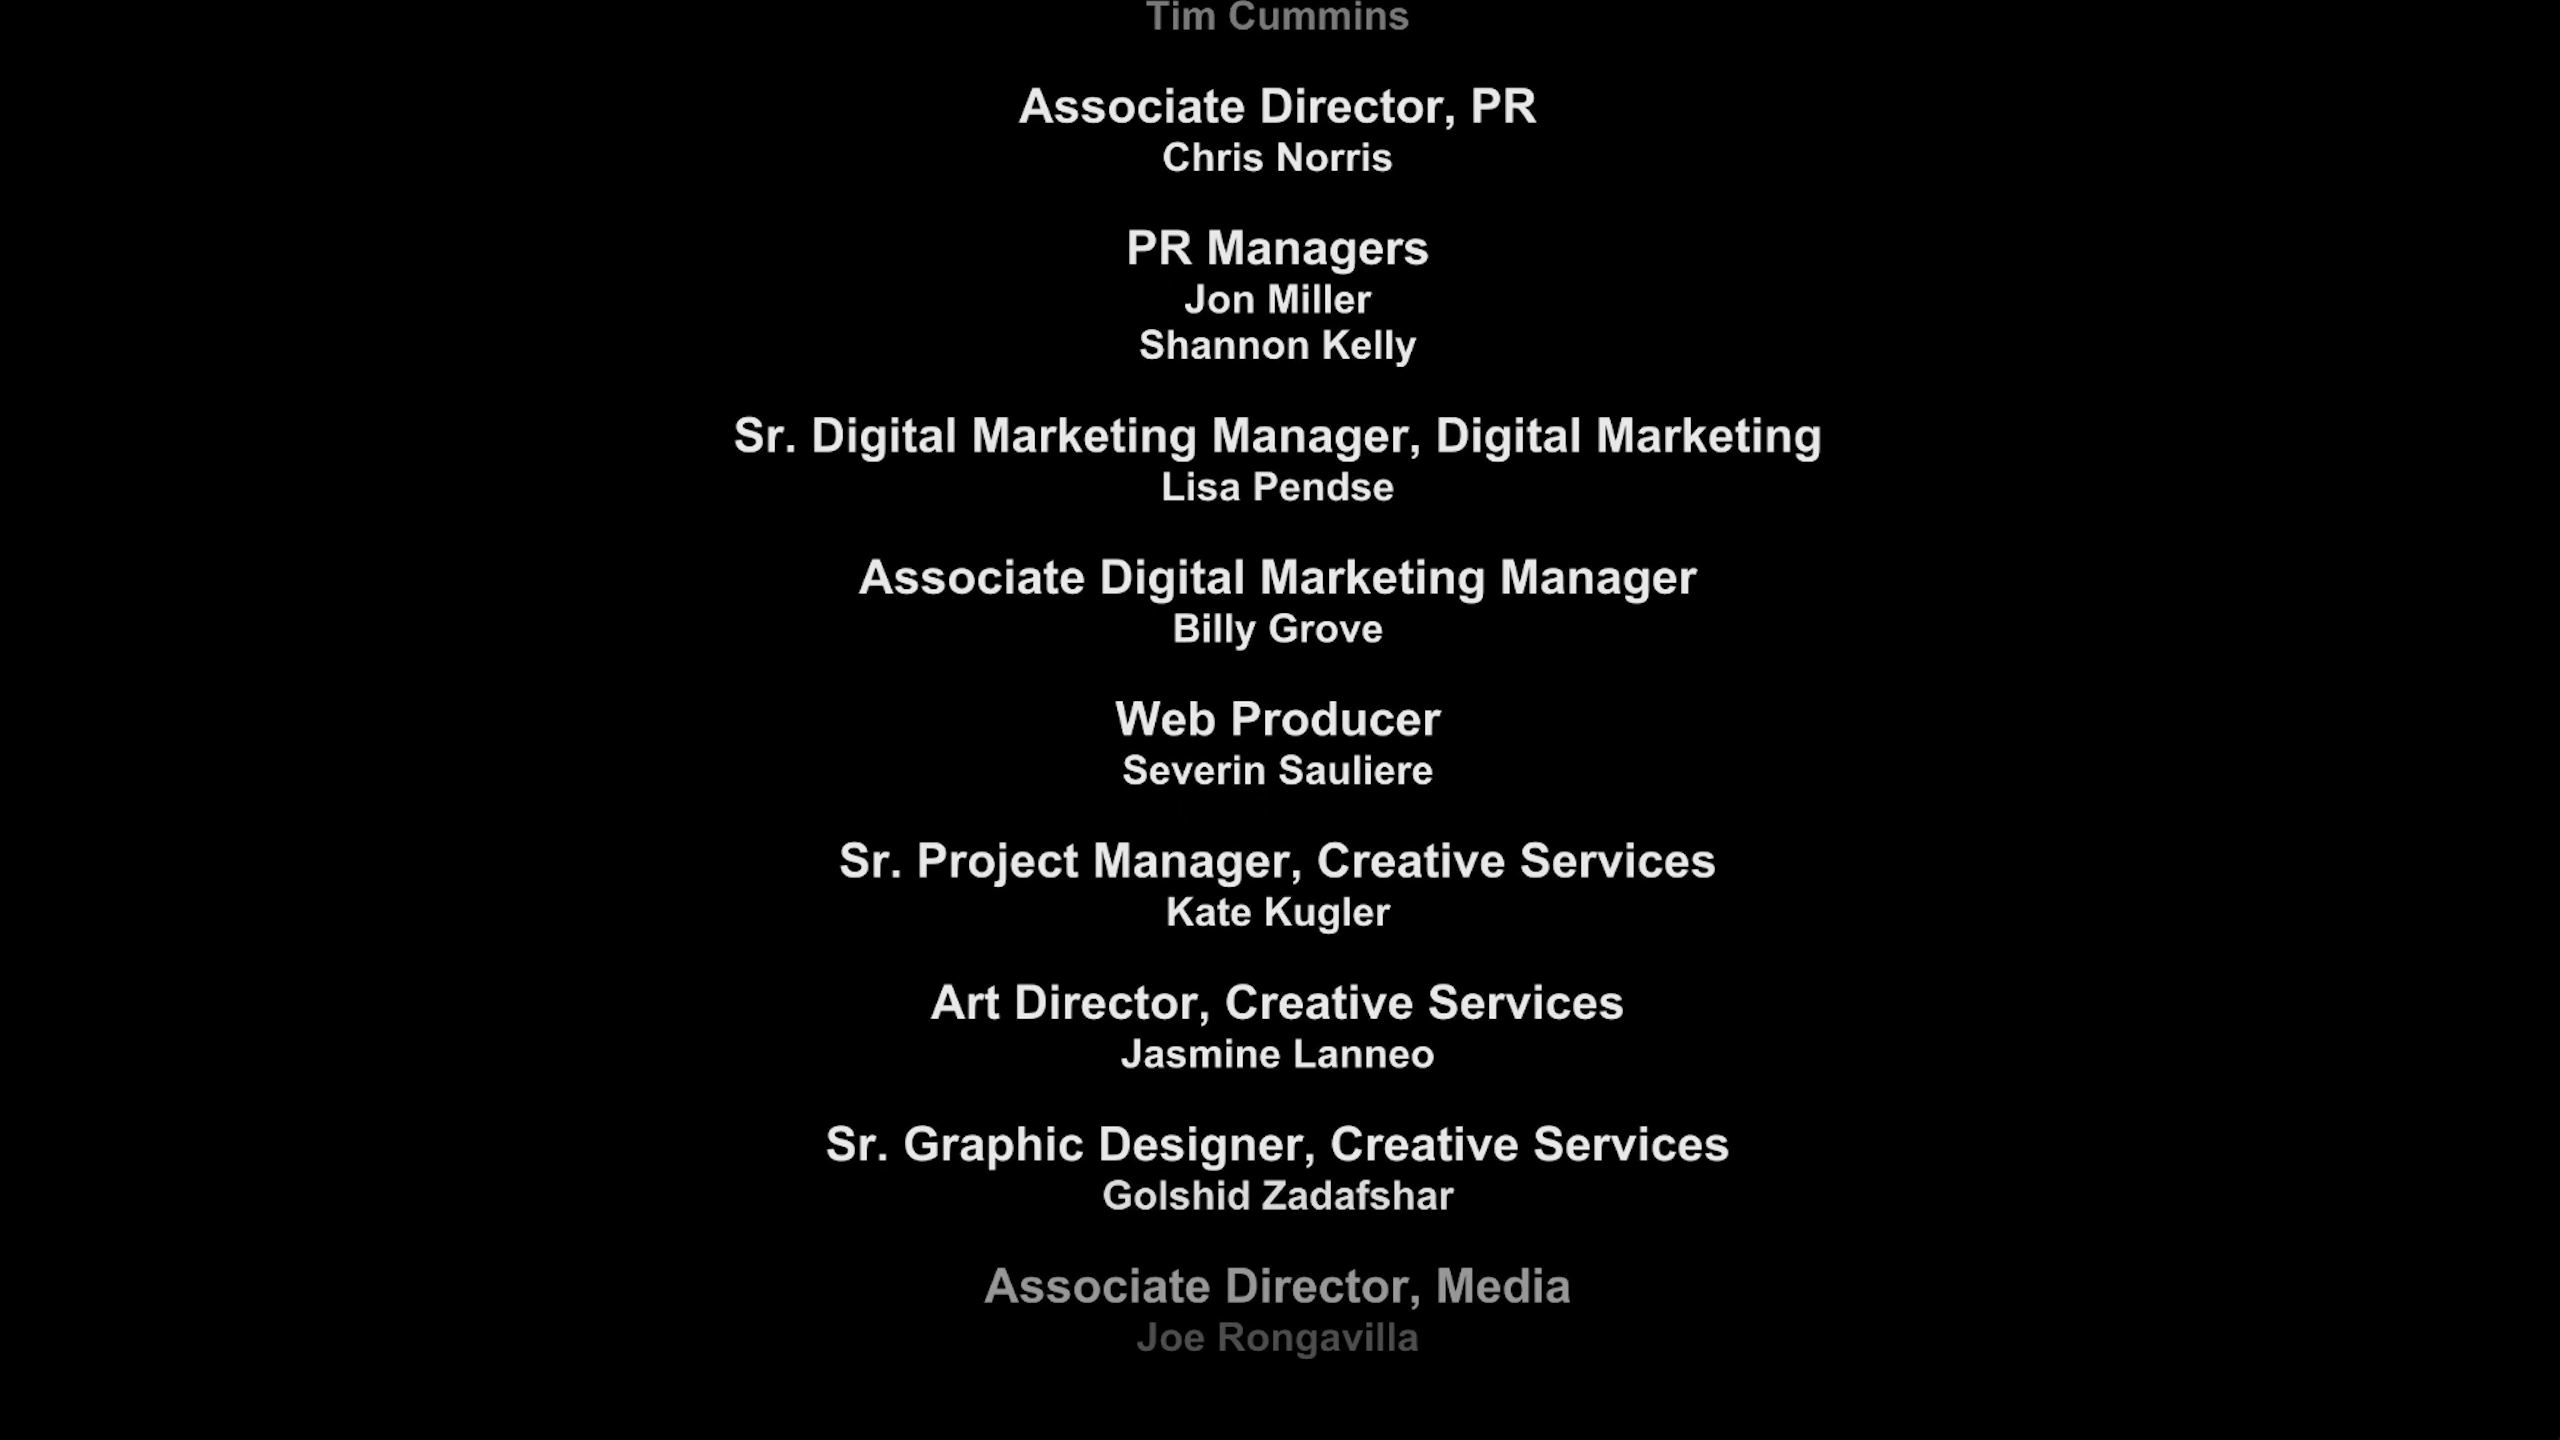 Tim Cummins
Associate Director, PR
Chris Norris
PR Managers
Jon Miller
Shannon Kelly
Sr. Digital Marketing Manager, Digital Marketing
Lisa Pendse
Associate Digital Marketing Manager
Billy Grove
Web Producer
Severin Sauliere
Sr. Project Manager, Creative Services
Kate Kugler
Art Director, Creative Services
Jasmine Lanneo
Sr. Graphic Designer, Creative Services
Golshid Zadafshar
Associate Director, Media
Joe Rongavilla